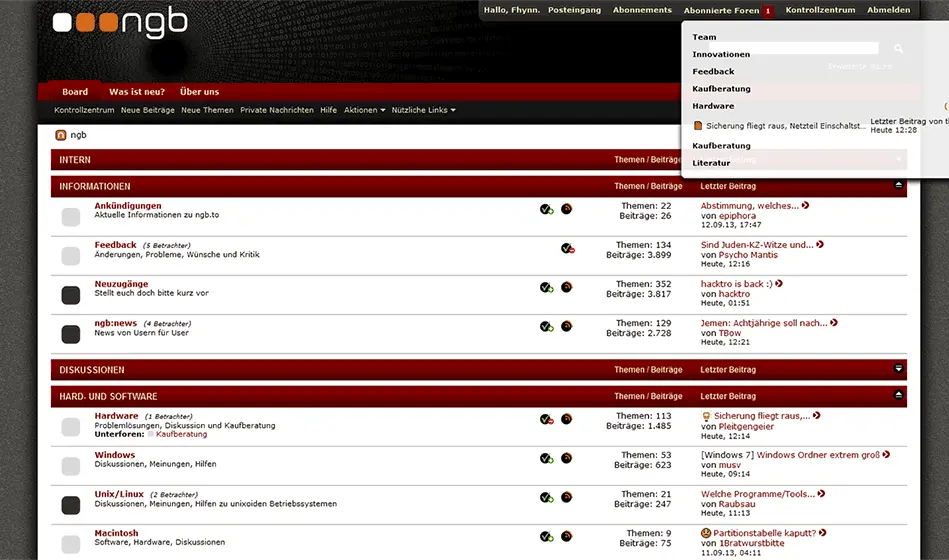 ngb
Hallo, Fhynn. Posteingang Abonnements Abonnierte Foren 1 Kontrollzentrum Abmelden
Team
Innovationen
Feedback
Kaufberatung
Hardware
Sicherung fliegt raus, Netzteil Einschaltst...
Letzter Beitrag von t
Heute 12:28
Kaufberatung
Literatur
Board Was ist neu? Über uns
Kontrollzentrum Neue Beiträge Neue Themen Private Nachrichten Hilfe Aktionen Nützliche Links
ngb
INTERN Themen / Beiträge
INFORMATIONEN Themen / Beiträge Letzter Beitrag
Ankündigungen Themen: 22 Abstimmung, welches...
Aktuelle Informationen zu ngb.to Beiträge: 26 von epiphora
12.09.13, 17:47
Feedback (5 Betrachter) Themen: 134 Sind Juden-KZ-Witze und...
Änderungen, Probleme, Wünsche und Kritik Beiträge: 3.899 von Psycho Mantis
Heute, 12:16
Neuzugänge Themen: 352 hacktro is back :)
Stellt euch doch bitte kurz vor Beiträge: 3.817 von hacktro
Heute, 01:51
ngb:news (4 Betrachter) Themen: 129 Jemen: Achtjährige soll nach...
News von Usern für User Beiträge: 2.728 von TBow
Heute, 12:21
DISKUSSIONEN Themen / Beiträge Letzter Beitrag
HARD- UND SOFTWARE Themen / Beiträge Letzter Beitrag
Hardware (1 Betrachter) Themen: 113 Sicherung fliegt raus,...
Problemlösungen, Diskussion und Kaufberatung Beiträge: 1.485 von Pleitgengeier
Unterforen: Kaufberatung Heute, 12:14
Windows Themen: 53 [Windows 7] Windows Ordner extrem groß
Diskussionen, Meinungen, Hilfen Beiträge: 623 von musv
Heute, 09:14
Unix/Linux (2 Betrachter) Themen: 21 Welche Programme/Tools...
Diskussionen, Meinungen, Hilfen zu unixoiden Betriebssystemen Beiträge: 247 von Raubsau
Heute, 11:13
Macintosh Themen: 9 Partitionstabelle kaputt?
Software, Hardware, Diskussionen Beiträge: 75 von 1Bratwurstbitte
11.09.13, 04:11